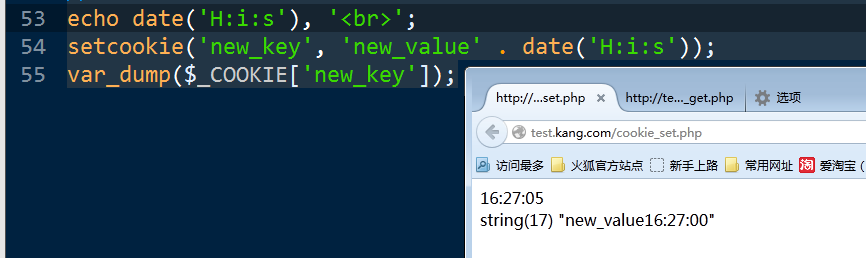 53 echo date('H:i:s'), '<br>';
54 setcookie('new_key', 'new_value' . date('H:i:s'));
55 var_dump($_COOKIE['new_key']);
http://...set.php × http://te..._get.php 选项
test.kang.com/cookie_set.php
访问最多 火狐官方站点 新手上路 常用网址 淘 爱淘宝 (
16:27:05
string(17) "new_value16:27:00"